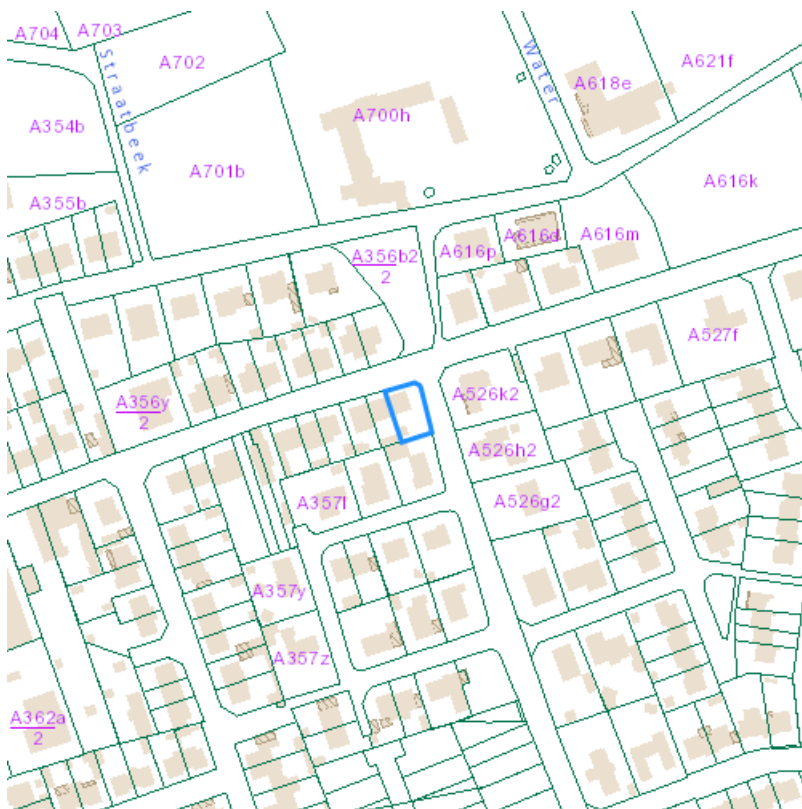 A704
A703
A702
A621f
A618e
A700h
A354b
Straatbeek
Water
A701b
A616k
A355b
A616d
A616m
A616p
A356b2
2
A527f
A526k2
A356y
2
A526h2
A357l
A526g2
A357y
A357z
A362a
2